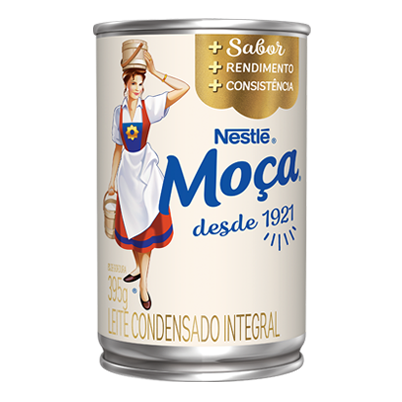 + Sabor
+ RENDIMENTO
+ CONSISTÊNCIA
Nestlé®
Moça®
desde 1921
395g
LEITE CONDENSADO INTEGRAL